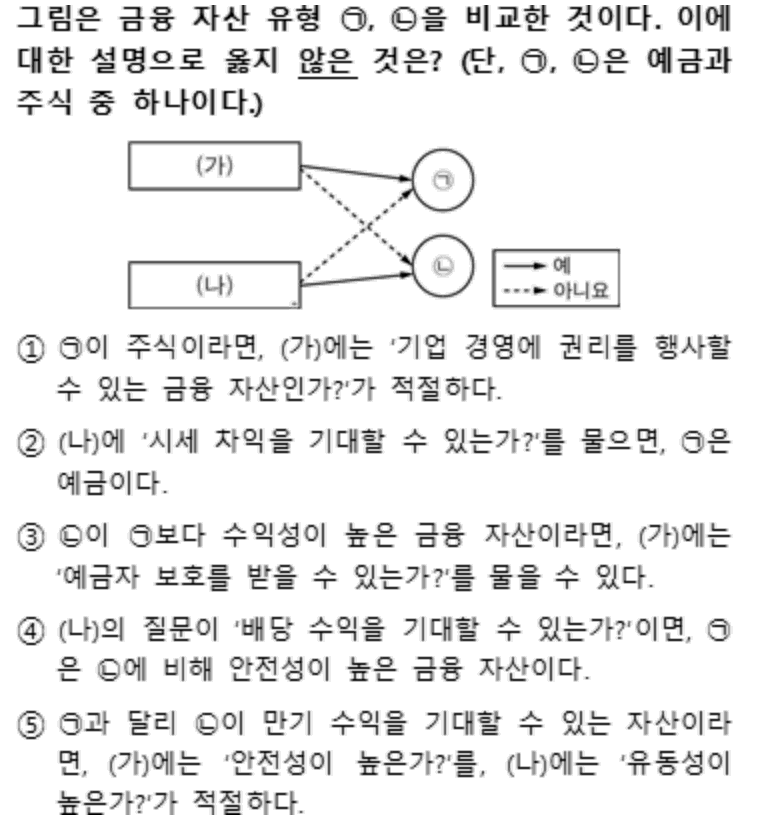 그림은 금융 자산 유형 ㉠, ㉡을 비교한 것이다. 이에
대한 설명으로 옳지 않은 것은? (단, ㉠, ㉡은 예금과
주식 중 하나이다.)
(가)
㉠
(나)
㉡
예
아니요
① ㉠이 주식이라면, (가)에는 '기업 경영에 권리를 행사할
수 있는 금융 자산인가?'가 적절하다.
② (나)에 '시세 차익을 기대할 수 있는가?'를 물으면, ㉠은
예금이다.
③ ㉡이 ㉠보다 수익성이 높은 금융 자산이라면, (가)에는
'예금자 보호를 받을 수 있는가?'를 물을 수 있다.
④ (나)의 질문이 '배당 수익을 기대할 수 있는가?'이면, ㉠
은 ㉡에 비해 안전성이 높은 금융 자산이다.
⑤ ㉠과 달리 ㉡이 만기 수익을 기대할 수 있는 자산이라
면, (가)에는 '안전성이 높은가?'를, (나)에는 '유동성이
높은가?'가 적절하다.